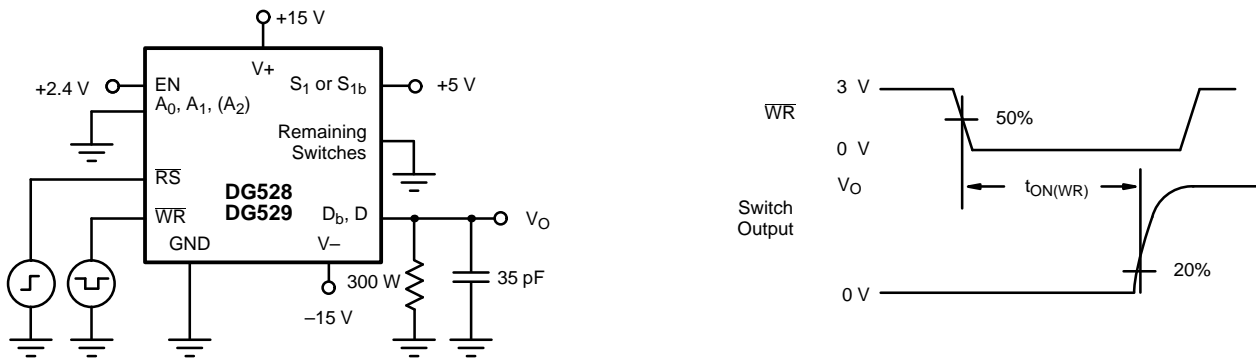 +15 V
V+
+2.4 V
EN
S1 or S1b
+5 V
A0, A1, (A2)
Remaining
Switches
RS
DG528
DG529
WR
Db, D
VO
GND
V–
300 W
35 pF
–15 V
3 V
WR
50%
0 V
VO
tON(WR)
Switch
Output
20%
0 V